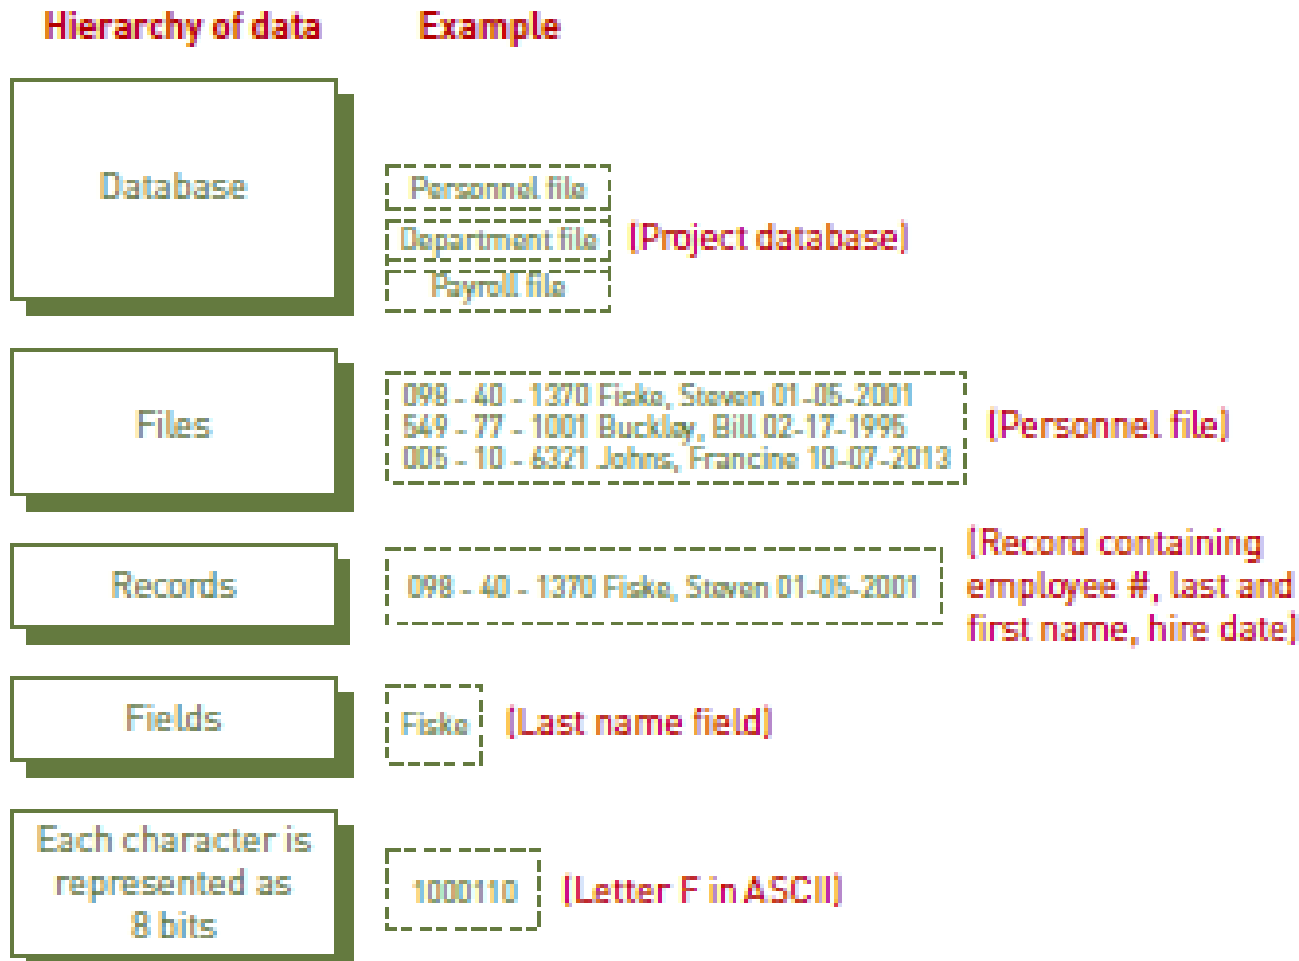 Hierarchy of data
Example
Database
Personnel file
Department file
Payroll file
(Project database)
Files
098 - 40 - 1370 Fiske, Steven 01-05-2001
549 - 77 - 1001 Buckley, Bill 02-17-1995
005 - 10 - 6321 Johns, Francine 10-07-2013
(Personnel file)
Records
098 - 40 - 1370 Fiske, Steven 01-05-2001
(Record containing
employee #, last and
first name, hire date)
Fields
Fiske
(Last name field)
Each character is
represented as
8 bits
1000110
(Letter F in ASCII)